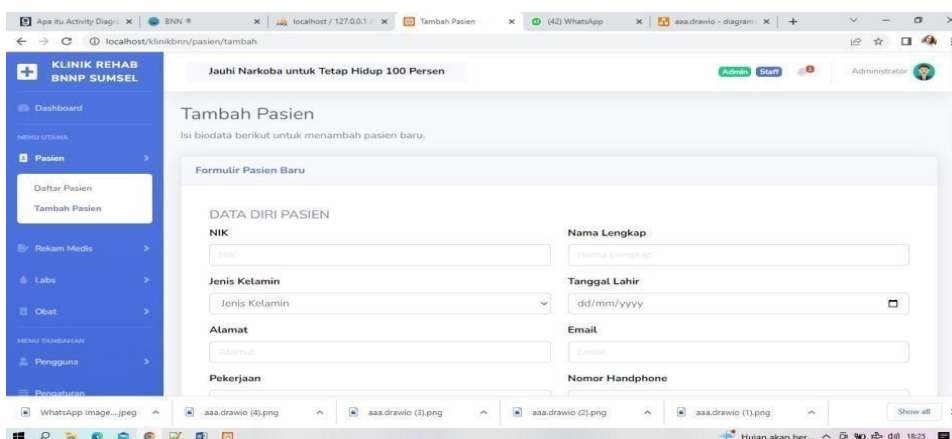 Apa itu Activity Diagr
BNN ®
localhost / 127.0.0.1 /
Tambah Pasien
(42) WhatsApp
aaa.drawio - diagram
localhost/klinikbnn/pasien/tambah
KLINIK REHAB
BNNP SUMSEL
Jauhi Narkoba untuk Tetap Hidup 100 Persen
Admin Staff
Administrator
Dashboard
MENU UTAMA
Pasien
Daftar Pasien
Tambah Pasien
Rekam Medis
Labs
Obat
MENU TAMBAHAN
Pengguna
Pengaturan
Tambah Pasien
Isi biodata berikut untuk menambah pasien baru.
Formulir Pasien Baru
DATA DIRI PASIEN
NIK
Nama Lengkap
NIK
Nama Lengkap
Jenis Kelamin
Tanggal Lahir
Jenis Kelamin
dd/mm/yyyy
Alamat
Email
Alamat
Email
Pekerjaan
Nomor Handphone
WhatsApp Image....jpeg
aaa.drawio (4).png
aaa.drawio (3).png
aaa.drawio (2).png
aaa.drawio (1).png
Show all
Hujan akan ber...
18:25